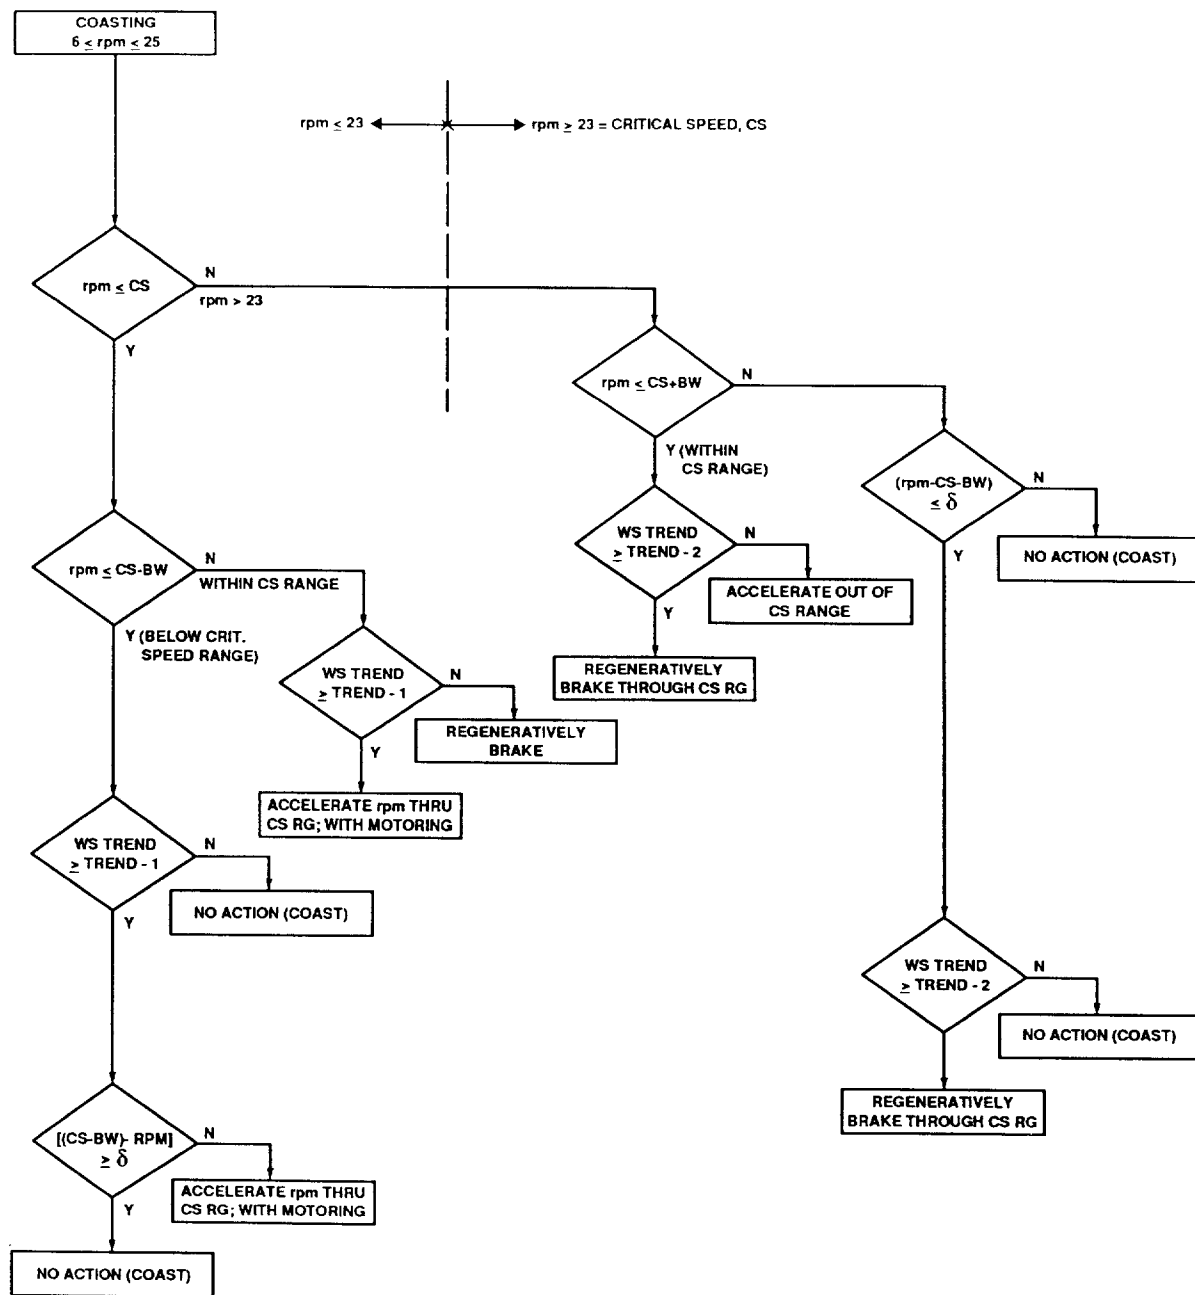 COASTING
6 ≤ rpm ≤ 25
rpm ≤ 23
rpm ≥ 23 = CRITICAL SPEED, CS
rpm ≤ CS
N
rpm > 23
Y
rpm ≤ CS+BW
N
Y (WITHIN
CS RANGE)
(rpm-CS-BW)
≤ δ
N
Y
NO ACTION (COAST)
WS TREND
≥ TREND - 2
N
Y
ACCELERATE OUT OF
CS RANGE
REGENERATIVELY
BRAKE THROUGH CS RG
rpm ≤ CS-BW
N
WITHIN CS RANGE
Y (BELOW CRIT.
SPEED RANGE)
WS TREND
≥ TREND - 1
N
Y
REGENERATIVELY
BRAKE
ACCELERATE rpm THRU
CS RG; WITH MOTORING
WS TREND
≥ TREND - 1
N
Y
NO ACTION (COAST)
WS TREND
≥ TREND - 2
N
NO ACTION (COAST)
REGENERATIVELY
BRAKE THROUGH CS RG
[(CS-BW)- RPM]
≥ δ
N
Y
ACCELERATE rpm THRU
CS RG; WITH MOTORING
NO ACTION (COAST)